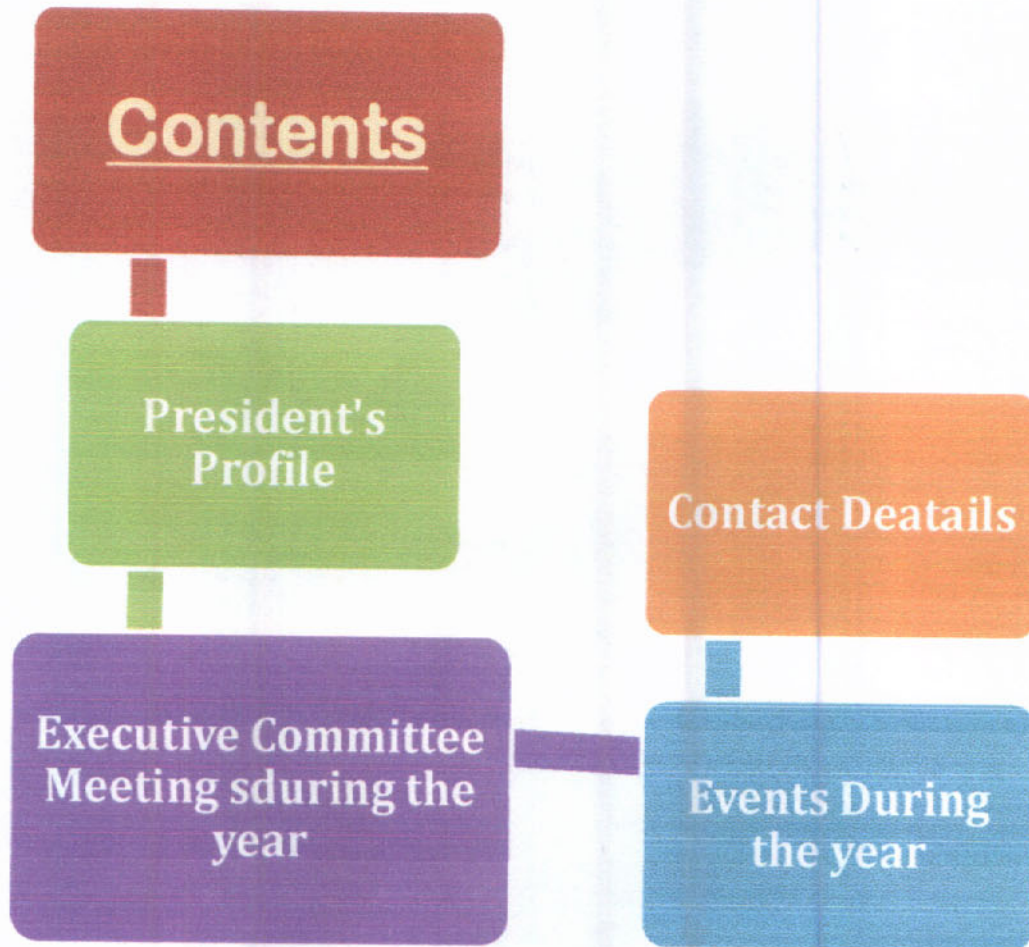 Contents
President's
Profile
Executive Committee
Meeting sduring the
year
Events During
the year
Contact Deatails